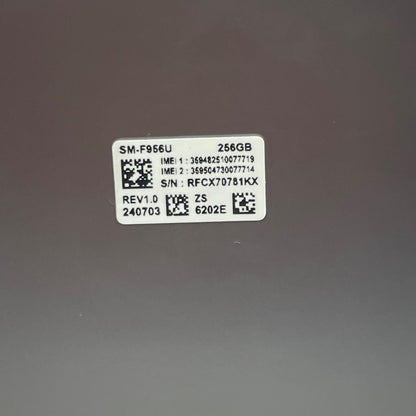 SM-F956U 256GB
IMEI 1 : 359482510077719
IMEI 2 : 359504730077714
S/N : RFCX70781KX
REV1.0 ZS
240703 6202E